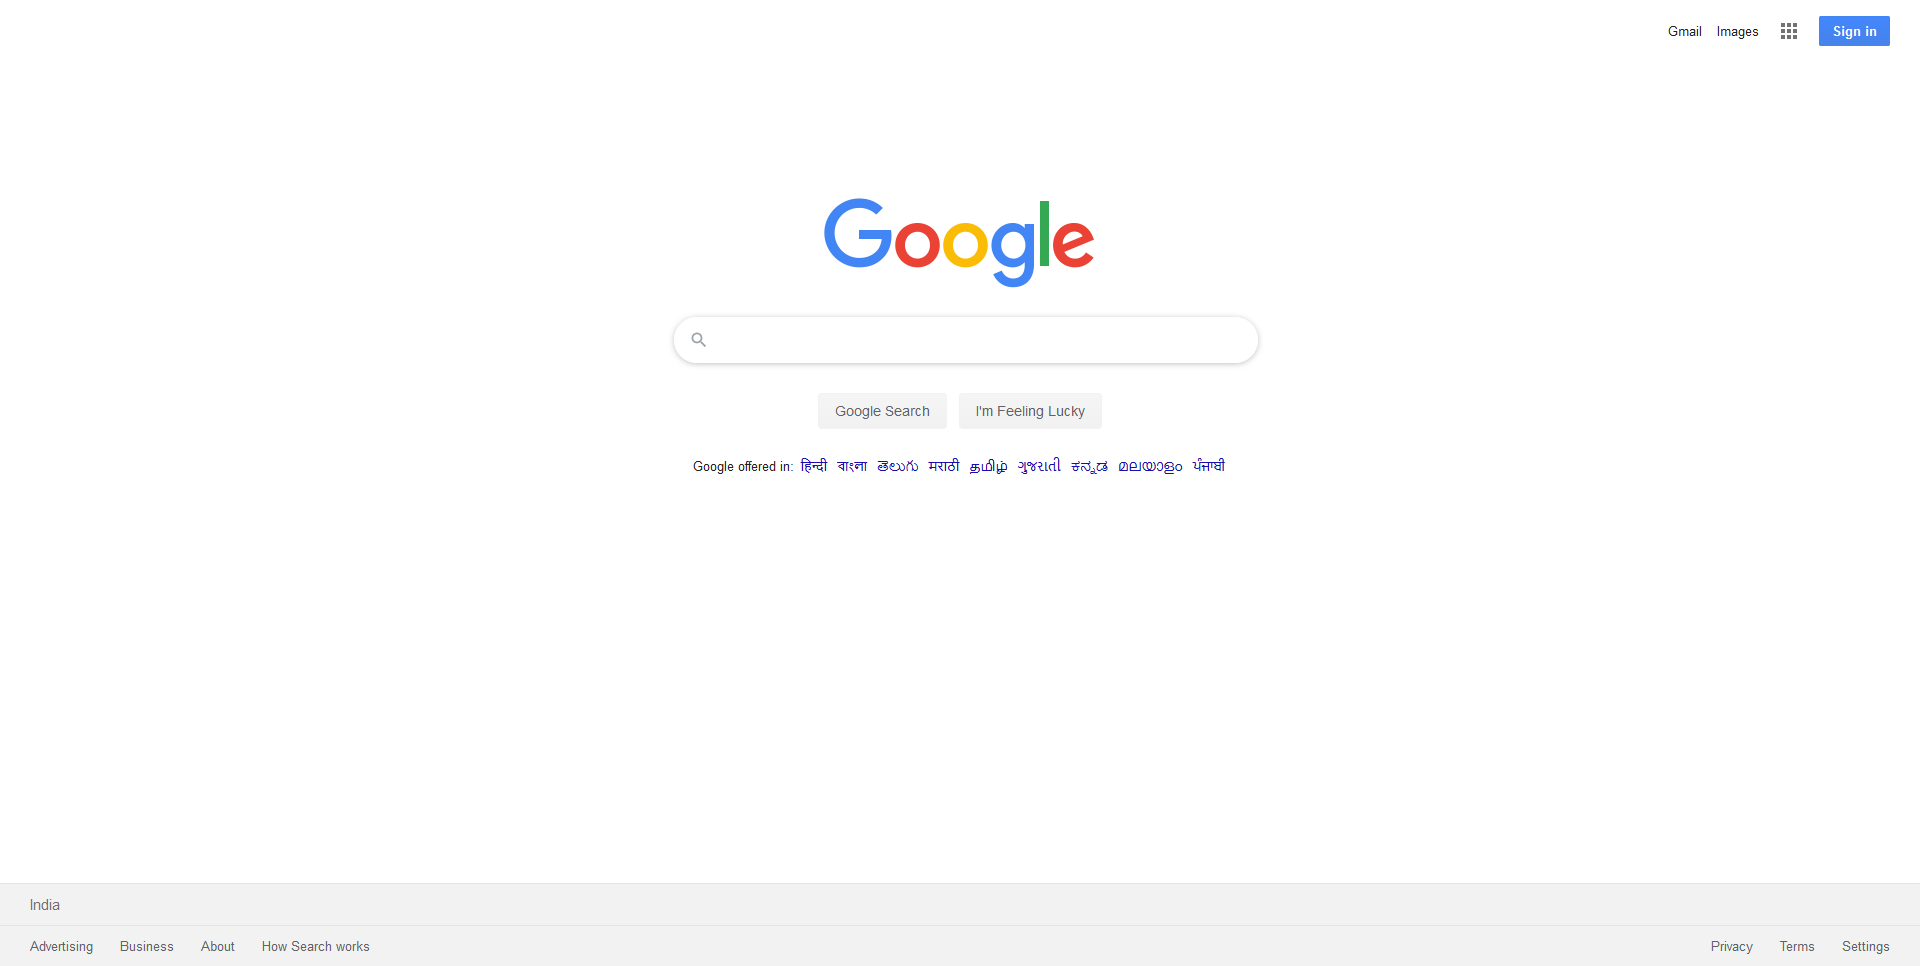 Gmail Images Sign in
Google
Google Search I'm Feeling Lucky
Google offered in: हिन्दी বাংলা తెలుగు मराठी தமிழ் ગુજરાતી ಕನ್ನಡ മലയാളം ਪੰਜਾਬੀ
India
Advertising Business About How Search works Privacy Terms Settings